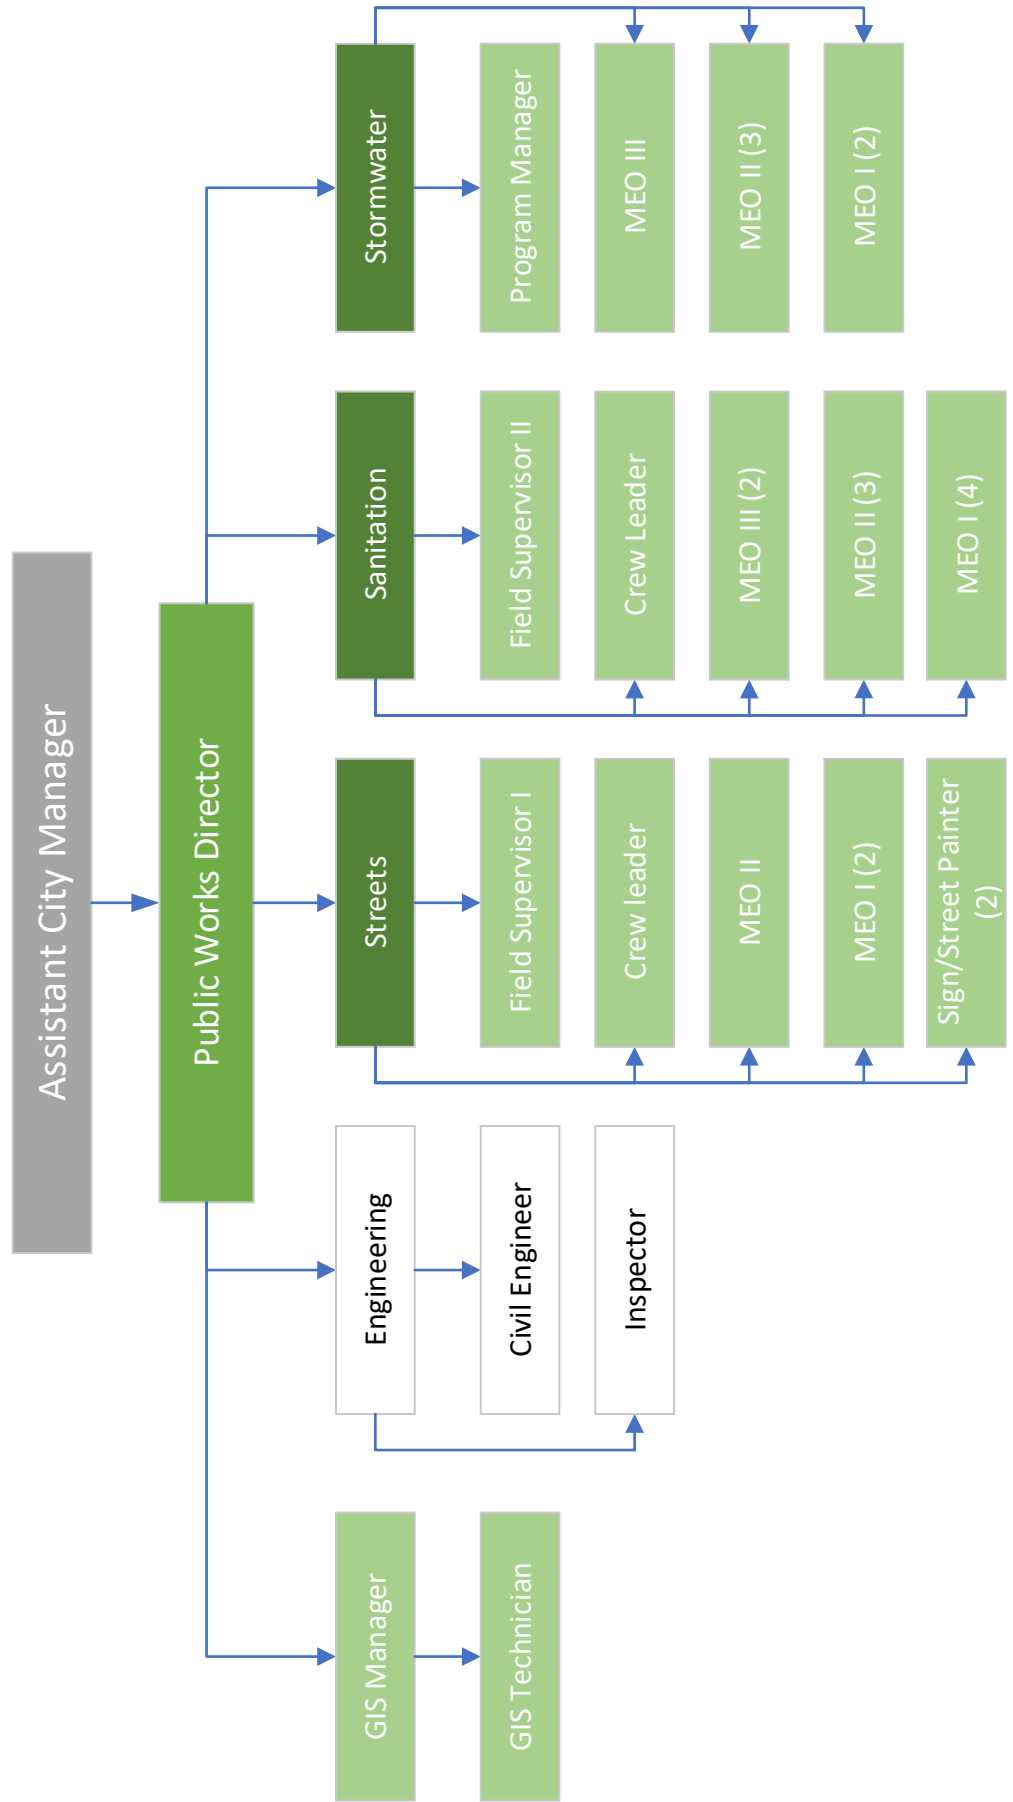 Assistant City Manager
Public Works Director
GIS Manager
GIS Technician
Engineering
Civil Engineer
Inspector
Streets
Field Supervisor I
Crew leader
MEO II
MEO I (2)
Sign/Street Painter
(2)
Sanitation
Field Supervisor II
Crew Leader
MEO III (2)
MEO II (3)
MEO I (4)
Stormwater
Program Manager
MEO III
MEO II (3)
MEO I (2)